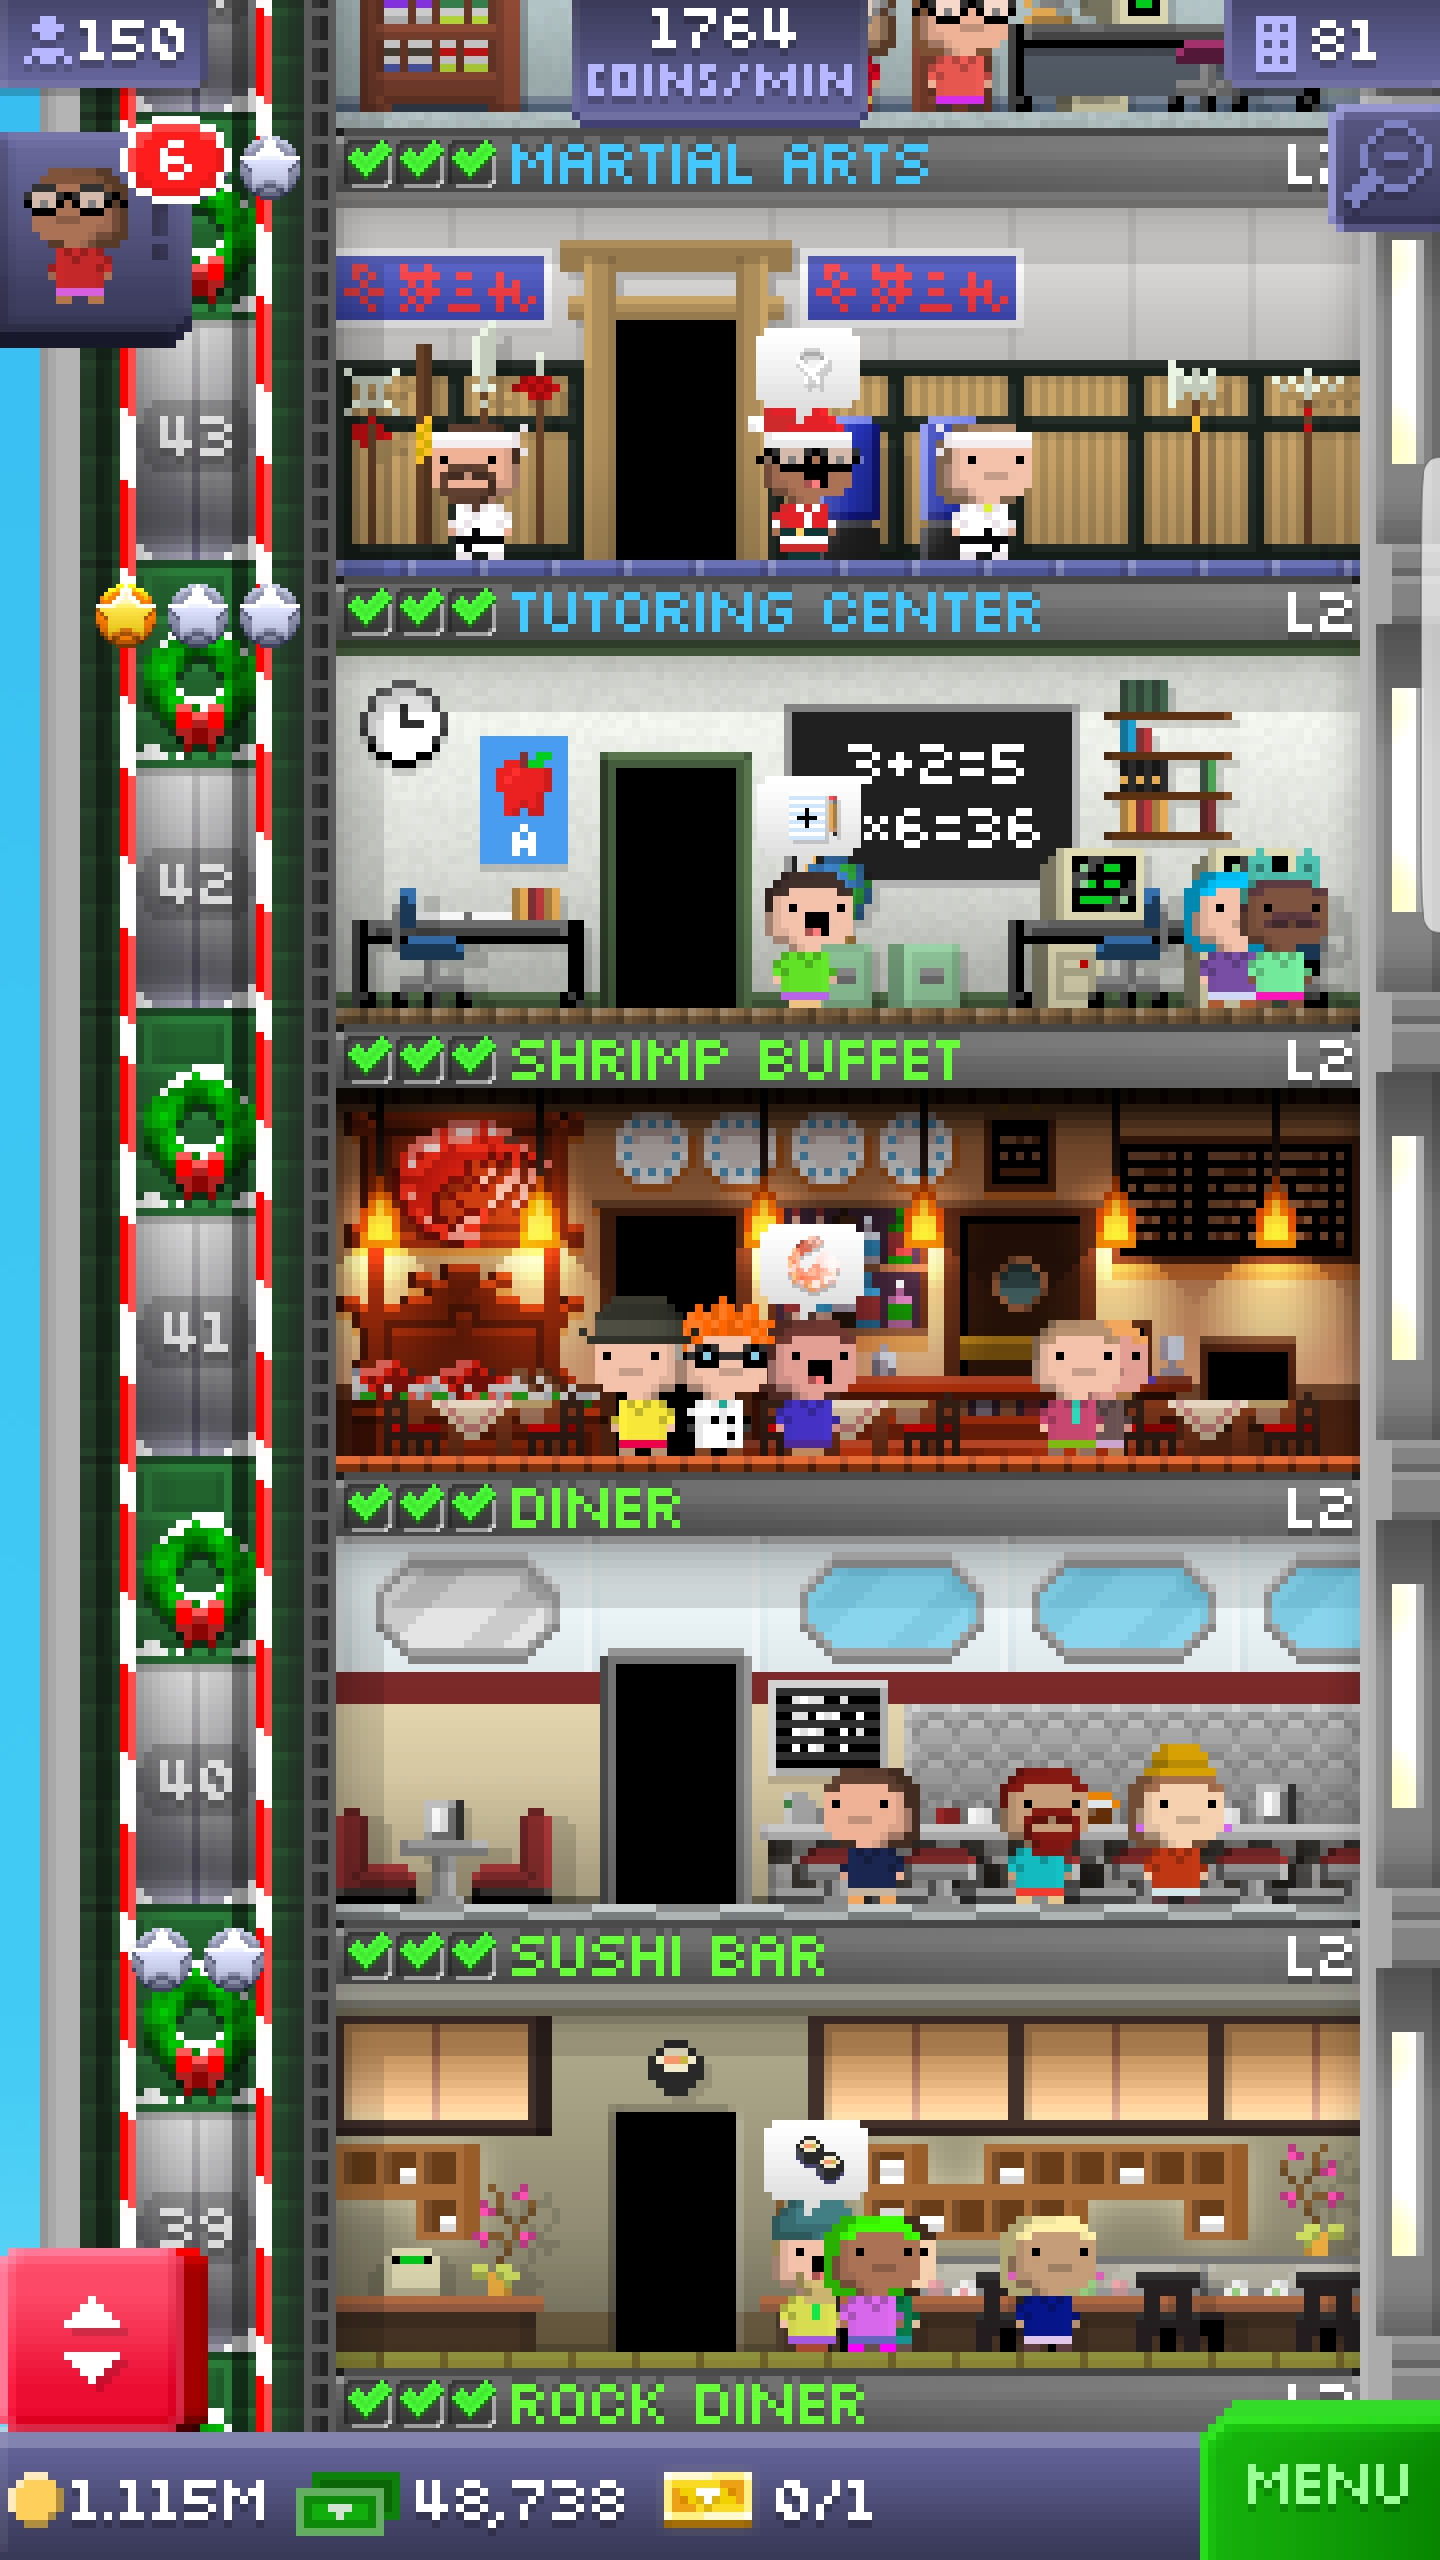 150
1764
COINS/MIN
81
6
MARTIAL ARTS
43
TUTORING CENTER L2
3+2=5
x6=36
A
42
SHRIMP BUFFET L2
41
DINER L2
40
SUSHI BAR L2
39
ROCK DINER
1.115M 48,738 0/1
MENU